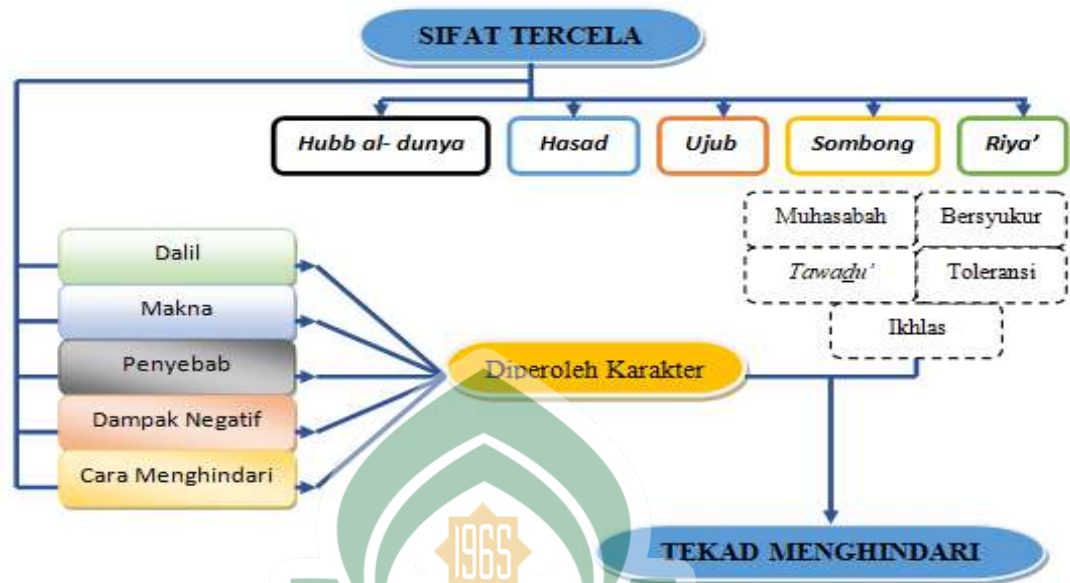 SIFAT TERCELA
Hubb al- dunya
Hasad
Ujub
Sombong
Riya’
Muhasabah
Bersyukur
Tawadu’
Toleransi
Ikhlas
Dalil
Makna
Penyebab
Dampak Negatif
Cara Menghindari
Diperoleh Karakter
1965
TEKAD MENGHINDARI